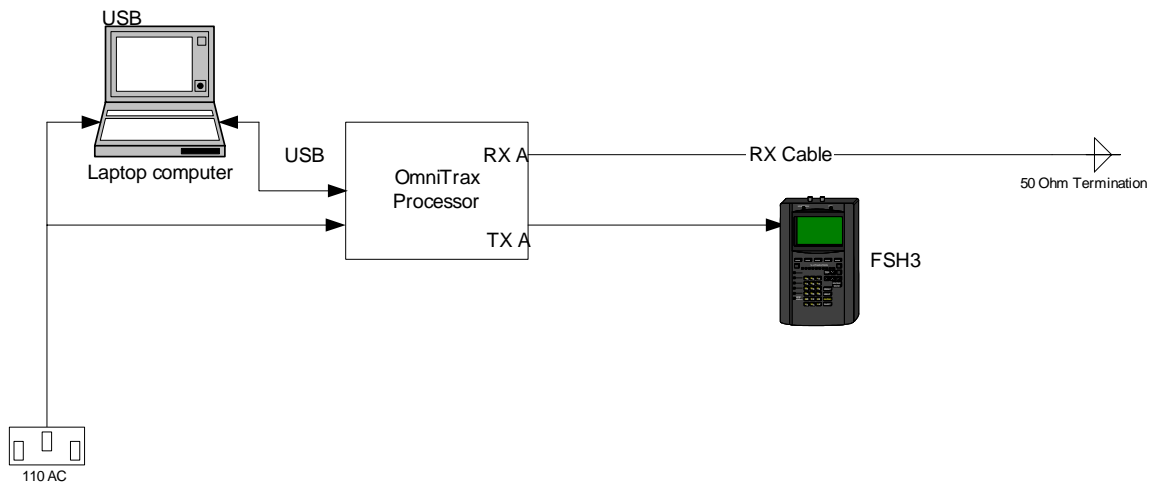 USB
Laptop computer
USB
OmniTrax
Processor
RX A
TX A
RX Cable
50 Ohm Termination
FSH3
110 AC